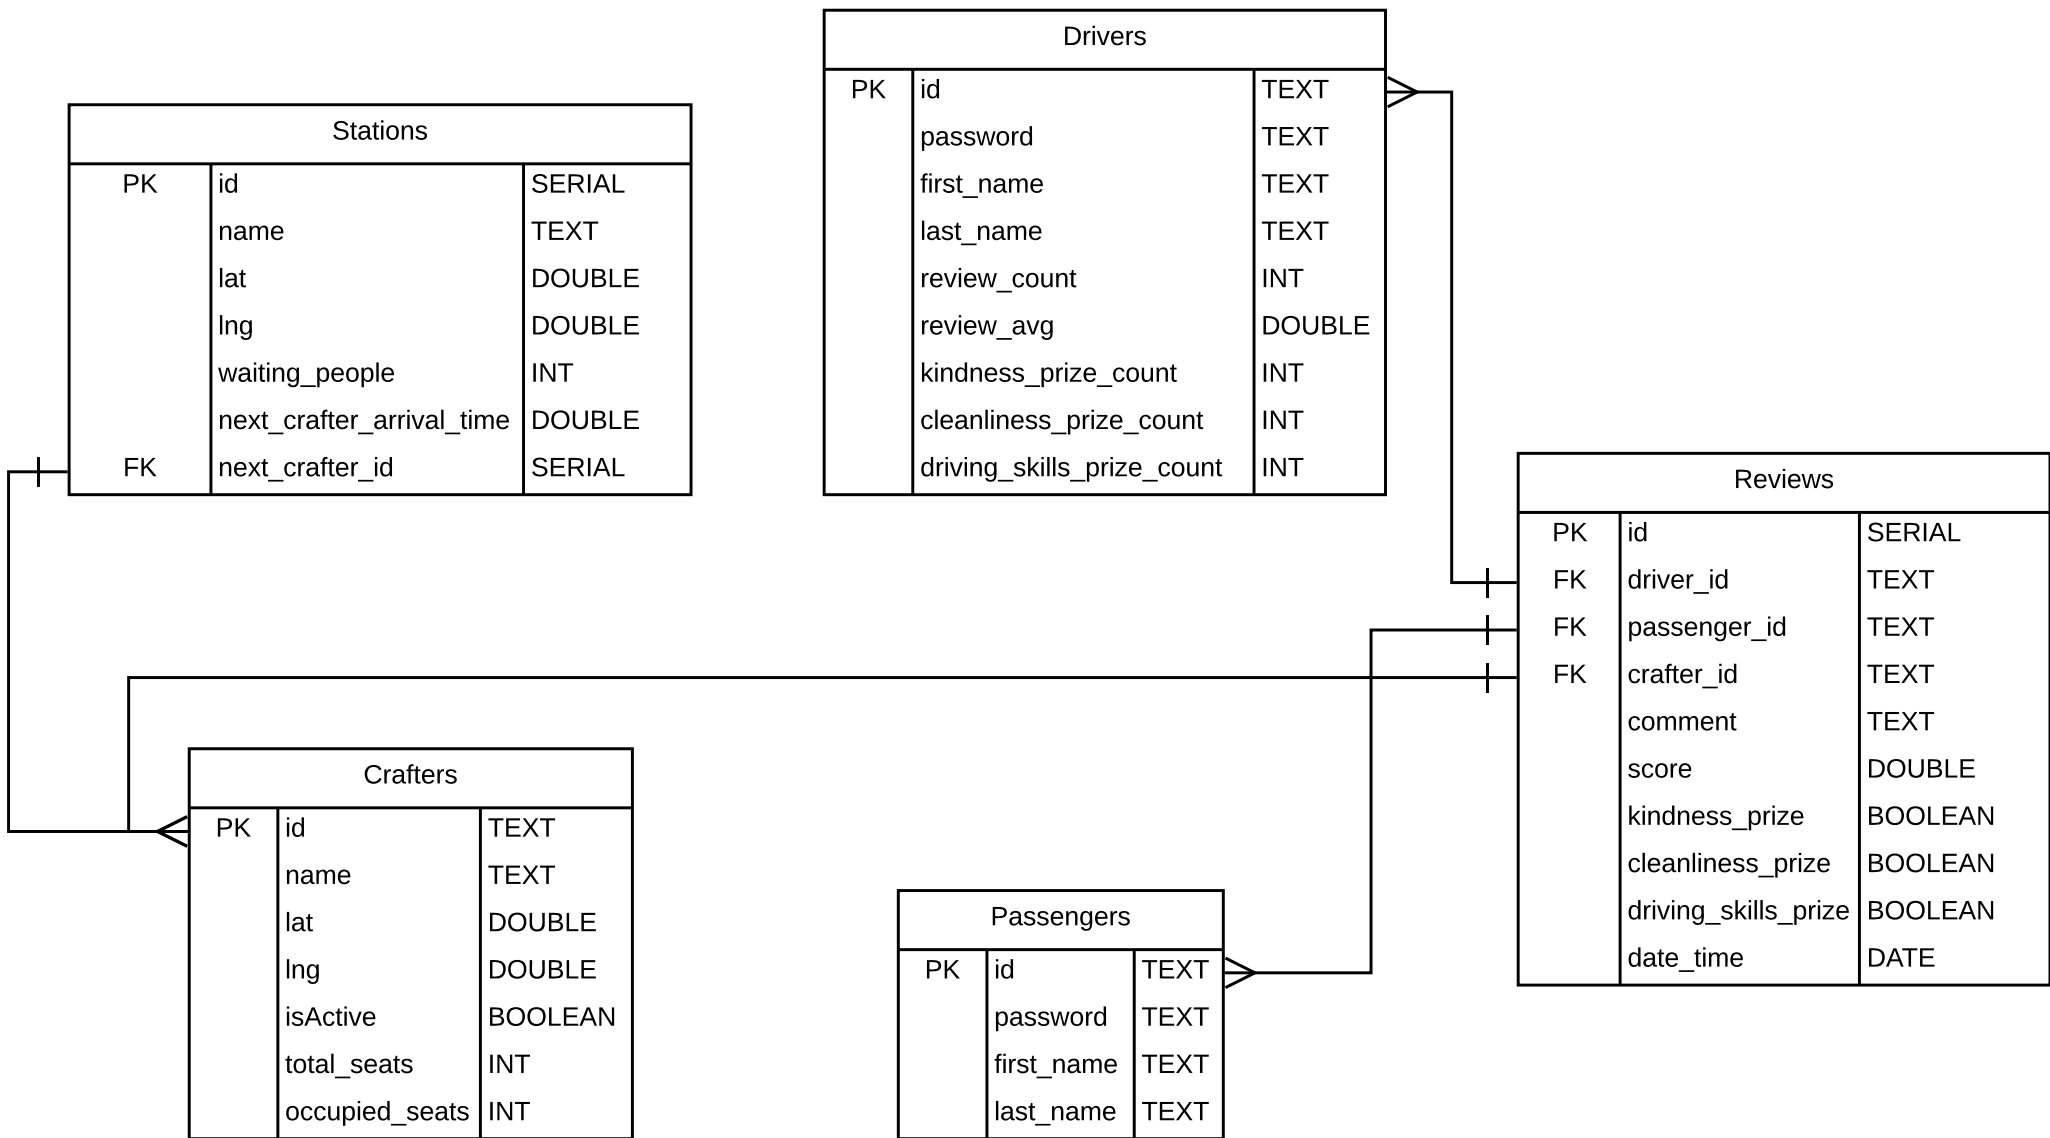 Drivers
PK id TEXT
password TEXT
first_name TEXT
last_name TEXT
review_count INT
review_avg DOUBLE
kindness_prize_count INT
cleanliness_prize_count INT
driving_skills_prize_count INT
Stations
PK id SERIAL
name TEXT
lat DOUBLE
lng DOUBLE
waiting_people INT
next_crafter_arrival_time DOUBLE
FK next_crafter_id SERIAL
Reviews
PK id SERIAL
FK driver_id TEXT
FK passenger_id TEXT
FK crafter_id TEXT
comment TEXT
score DOUBLE
kindness_prize BOOLEAN
cleanliness_prize BOOLEAN
driving_skills_prize BOOLEAN
date_time DATE
Crafters
PK id TEXT
name TEXT
lat DOUBLE
lng DOUBLE
isActive BOOLEAN
total_seats INT
occupied_seats INT
Passengers
PK id TEXT
password TEXT
first_name TEXT
last_name TEXT